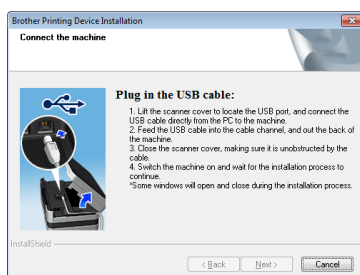 Brother Printing Device Installation
Connect the machine
Plug in the USB cable:
1. Lift the scanner cover to locate the USB port, and connect the
USB cable directly from the PC to the machine.
2. Feed the USB cable into the cable channel, and out the back of
the machine.
3. Close the scanner cover, making sure it is unobstructed by the
cable.
4. Switch the machine on and wait for the installation process to
continue.
*Some windows will open and close during the installation process.
InstallShield
< Back
Next >
Cancel